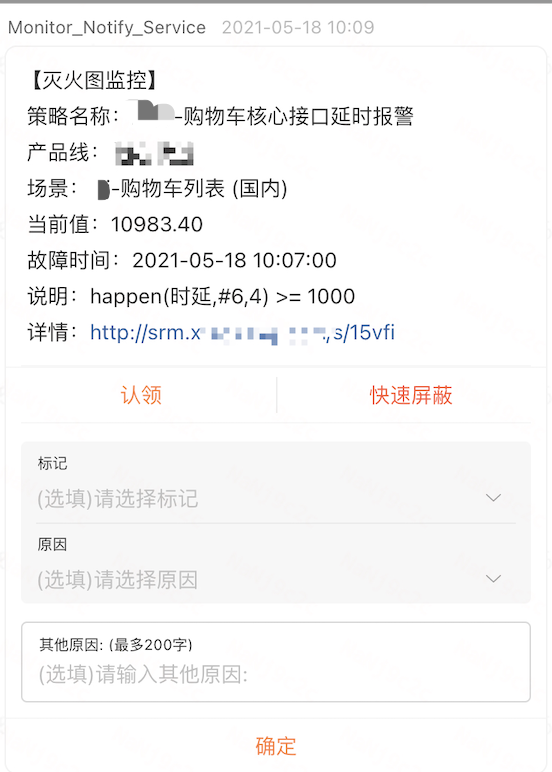 Monitor_Notify_Service 2021-05-18 10:09
【灭火图监控】
策略名称：-购物车核心接口延时报警
产品线：
场景：-购物车列表 (国内)
当前值：10983.40
故障时间：2021-05-18 10:07:00
说明：happen(时延,#6,4) >= 1000
详情：http://srm.x s/15vfi
认领 快速屏蔽
标记
(选填)请选择标记
原因
(选填)请选择原因
其他原因: (最多200字)
(选填)请输入其他原因:
确定